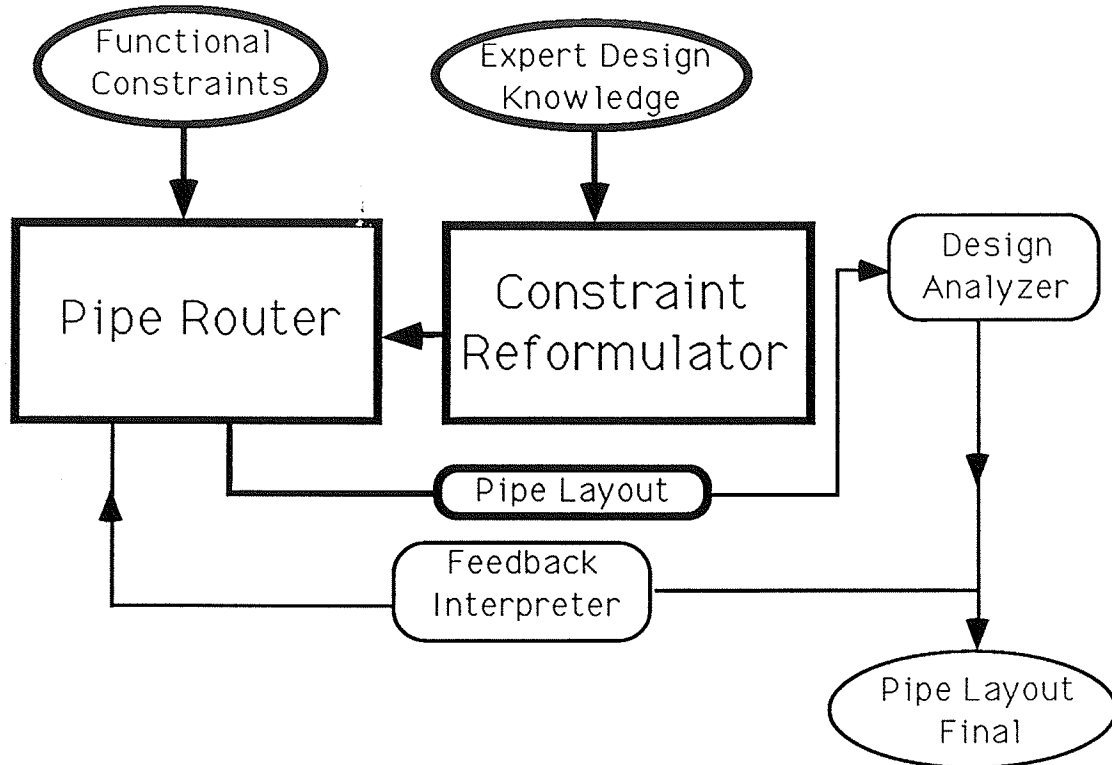 Functional
Constraints
Expert Design
Knowledge
Pipe Router
Constraint
Reformulator
Design
Analyzer
Pipe Layout
Feedback
Interpreter
Pipe Layout
Final